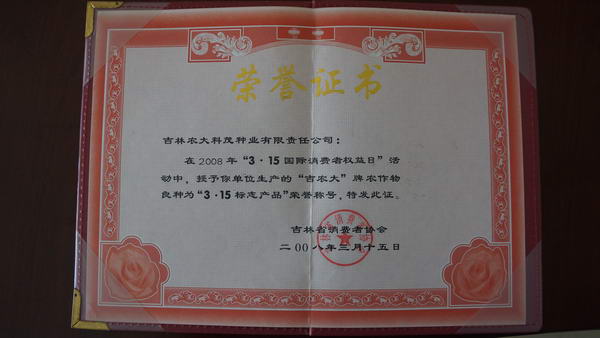 荣誉证书
吉林农大科茂种业有限责任公司：
在2008年“3·15国际消费者权益日”活
动中，授予你单位生产的“吉农大”牌农作物
良种为“3·15标志产品”荣誉称号，特发此证。
吉林省消费者协会
二00八年三月十五日